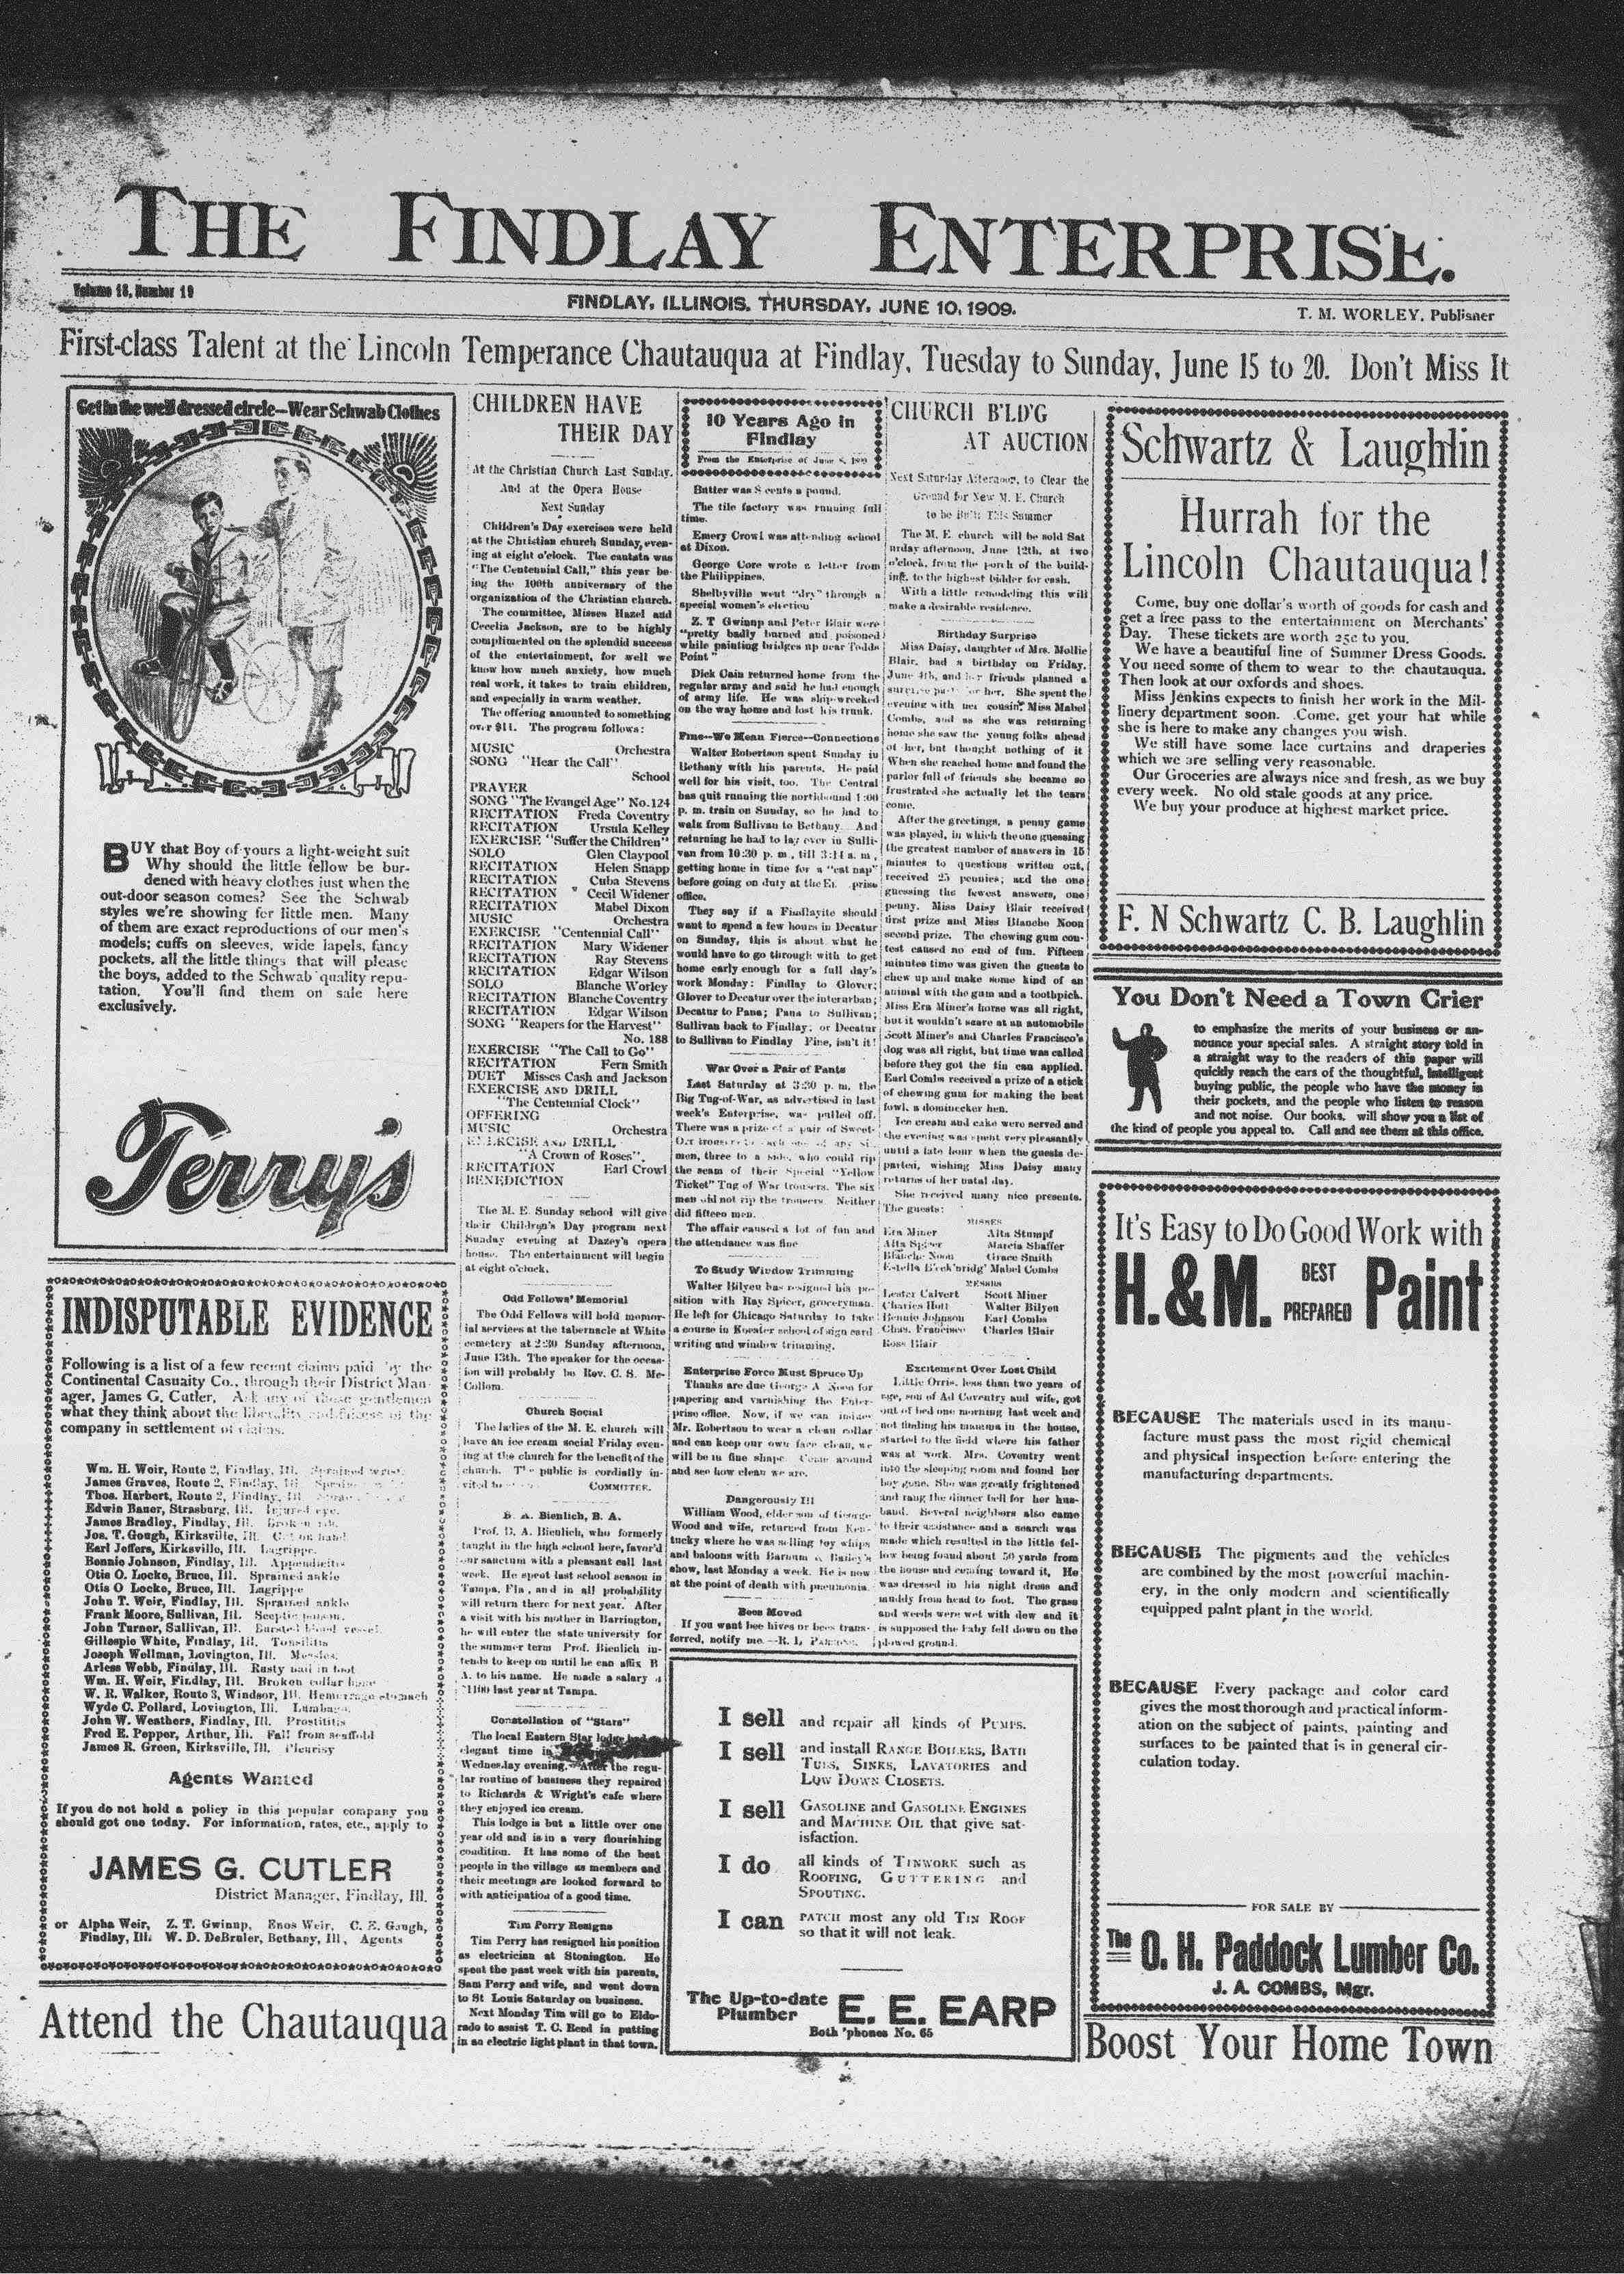 THE FINDLAY ENTERPRISE.
Volume 18, Number 19
FINDLAY, ILLINOIS, THURSDAY, JUNE 10, 1909.
T. M. WORLEY, Publisner
First-class Talent at the Lincoln Temperance Chautauqua at Findlay, Tuesday to Sunday, June 15 to 20. Don't Miss It
Get in the well dressed circle—Wear Schwab Clothes
BUY that Boy of yours a light-weight suit
Why should the little fellow be bur-
dened with heavy clothes just when the
out-door season comes? See the Schwab
styles we're showing for little men. Many
of them are exact reproductions of our men's
models; cuffs on sleeves, wide lapels, fancy
pockets, all the little things that will please
the boys, added to the Schwab quality repu-
tation. You'll find them on sale here
exclusively.
Perry's
INDISPUTABLE EVIDENCE
Following is a list of a few recent claims paid by the
Continental Casualty Co., through their District Man-
ager, James G. Cutler. Ask any of these gentlemen
what they think about the liberality and fairness of the
company in settlement of claims.
Wm. H. Weir, Route 2, Findlay, Ill. Sprained wrist.
James Graves, Route 2, Findlay, Ill.
Thos. Harbert, Route 2, Findlay, Ill
Edwin Bauer, Strasburg, Ill. Injured eye.
James Bradley, Findlay, Ill. Broken rib.
Jos. T. Gough, Kirksville, Ill. Cut on hand
Earl Jeffers, Kirksville, Ill. Lagrippe.
Bennie Johnson, Findlay, Ill. Appendicitis
Otis O. Locke, Bruce, Ill. Sprained ankle
Otis O Locke, Bruce, Ill. Lagrippe
John T. Weir, Findlay, Ill. Sprained ankle
Frank Moore, Sullivan, Ill. Sceptic poison.
John Turner, Sullivan, Ill. Bursted blood vessel.
Gillespie White, Findlay, Ill. Tonsilitis
Joseph Wellman, Lovington, Ill. Measles.
Arless Webb, Findlay, Ill. Rusty nail in foot
Wm. H. Weir, Findlay, Ill. Broken collar bone
W. R. Walker, Route 3, Windsor, Ill. Hemorrage stomach
Wyde C. Pollard, Lovington, Ill. Lumbago.
John W. Weathers, Findlay, Ill. Prostitis
Fred E. Pepper, Arthur, Ill. Fall from scaffold
James R. Green, Kirksville, Ill. Pleurisy
Agents Wanted
If you do not hold a policy in this popular company you
should got one today. For information, rates, etc., apply to
JAMES G. CUTLER
District Manager, Findlay, Ill.
or Alpha Weir, Z. T. Gwinup, Enos Weir, C. E. Gaugh,
Findlay, Ill. W. D. DeBruler, Bethany, Ill, Agents
Attend the Chautauqua
CHILDREN HAVE
THEIR DAY
At the Christian Church Last Sunday.
And at the Opera House
Next Sunday
Children's Day exercises were held
at the Christian church Sunday, even-
ing at eight o'clock. The cantata was
"The Centennial Call," this year be-
ing the 100th anniversary of the
organization of the Christian church.
The committee, Misses Hazel and
Cecelia Jackson, are to be highly
complimented on the splendid success
of the entertainment, for well we
know how much anxiety, how much
real work, it takes to train children,
and especially in warm weather.
The offering amounted to something
over $11. The program follows:
MUSIC Orchestra
SONG "Hear the Call"
School
PRAYER
SONG "The Evangel Age" No. 124
RECITATION Freda Coventry
RECITATION Ursula Kelley
EXERCISE "Suffer the Children"
SOLO Glen Claypool
RECITATION Helen Snapp
RECITATION Cuba Stevens
RECITATION Cecil Widener
RECITATION Mabel Dixon
MUSIC Orchestra
EXERCISE "Centennial Call"
RECITATION Mary Widener
RECITATION Ray Stevens
RECITATION Edgar Wilson
SOLO Blanche Worley
RECITATION Blanche Coventry
RECITATION Edgar Wilson
SONG "Reapers for the Harvest"
No. 188
EXERCISE "The Call to Go"
RECITATION Fern Smith
DUET Misses Cash and Jackson
EXERCISE AND DRILL
"The Centennial Clock"
OFFERING
MUSIC Orchestra
EXERCISE AND DRILL
"A Crown of Roses".
RECITATION Earl Crowl
BENEDICTION
The M. E. Sunday school will give
their Children's Day program next
Sunday evening at Dazey's opera
house. The entertainment will begin
at eight o'clock.
Odd Follows' Memorial
The Odd Fellows will hold memor-
ial services at the tabernacle at White
cemetery at 2:30 Sunday afternoon,
June 13th. The speaker for the occas-
ion will probably be Rev. C. S. Mc-
Collom.
Church Social
The ladies of the M. E. church will
have an ice cream social Friday even-
ing at the church for the benefit of the
church. The public is cordially in-
vited to COMMITTEE.
B. A. Bienlich, B. A.
Prof. B. A. Bienlich, who formerly
taught in the high school here, favor'd
our sanctum with a pleasant call last
week. He spent last school season in
Tampa, Fla, and in all probability
will return there for next year. After
a visit with his mother in Barrington,
he will enter the state university for
the summer term Prof. Bienlich in-
tends to keep on until he can affix B
A. to his name. He made a salary
$1100 last year at Tampa.
Constellation of "Stars"
The local Eastern Star lodge
elegant time in
Wednesday evening. After the regu-
lar routine of business they repaired
to Richards & Wright's cafe where
they enjoyed ice cream.
This lodge is but a little over one
year old and is in a very flourishing
condition. It has some of the best
people in the village as members and
their meetings are looked forward to
with anticipation of a good time.
Tim Perry Resigns
Tim Perry has resigned his position
as electrician at Stonington. He
spent the past week with his parents,
Sam Perry and wife, and went down
to St Louis Saturday on business.
Next Monday Tim will go to Eldo-
rado to assist T. C. Reed in putting
in an electric light plant in that town.
10 Years Ago in
Findlay
From the Enterprise of June 8, 1899
Butter was 8 cents a pound.
The tile factory was running full
time.
Emery Crowl was attending school
at Dixon.
George Core wrote a letter from
the Philippines.
Shelbyville went "dry" through a
special women's election
Z. T Gwinup and Peter Blair were
"pretty badly burned and poisoned
while painting bridges up near Todds
Point"
Dick Cain returned home from the
regular army and said he had enough
of army life. He was ship-wrecked
on the way home and lost his trunk.
Fine--We Mean Fierce--Connections
Walter Robertson spent Sunday in
Bethany with his parents. He paid
well for his visit, too. The Central
has quit running the northbound 1:00
p. m. train on Sunday, so he had to
walk from Sullivan to Bethany. And
returning he had to lay over in Sulli-
van from 10:30 p. m., till 3:14 a. m,
getting home in time for a "cat nap"
before going on duty at the En prise
office.
They say if a Findlayite should
want to spend a few hours in Decatur
on Sunday, this is about what he
would have to go through with to get
home early enough for a full day's
work Monday: Findlay to Glover;
Glover to Decatur over the interurban;
Decatur to Pana; Pana to Sullivan;
Sullivan back to Findlay; or Decatur
to Sullivan to Findlay Fine, isn't it!
War Over a Pair of Pants
Last Saturday at 3:30 p. m. the
Big Tug-of-War, as advertised in last
week's Enterprise, was pulled off.
There was a prize of a pair of Sweet-
Orr trousers to each one of any six
men, three to a side, who could rip
the seam of their Special "Yellow
Ticket" Tug of War trousers. The six
men did not rip the trousers. Neither
did fifteen men.
The affair caused a lot of fun and
the attendance was fine
To Study Window Trimming
Walter Bilyeu has resigned his po-
sition with Ray Spicer, groceryman.
He left for Chicago Saturday to take
a course in Koester school of sign card
writing and window trimming.
Enterprise Force Must Spruce Up
Thanks are due George A Noon for
papering and varnishing the Enter-
prise office. Now, if we can induce
Mr. Robertson to wear a clean collar
and can keep our own face clean, we
will be in fine shape. Come around
and see how clean we are.
Dangerously Ill
William Wood, elder son of George
Wood and wife, returned from Ken-
tucky where he was selling toy whips
and baloons with Barnum & Bailey's
show, last Monday a week. He is now
at the point of death with pneumonia
Bees Moved
If you want bee hives or bees trans-
ferred, notify me.—R. L PARSONS.
CHURCH B'LD'G
AT AUCTION
Next Saturday Afternoon, to Clear the
Ground for New M. E. Church
to be Built This Summer
The M. E. church will be sold Sat
urday afternoon, June 12th, at two
o'clock, from the porch of the build-
ing, to the highest bidder for cash.
With a little remodeling this will
make a desirable residence.
Birthday Surprise
Miss Daisy, daughter of Mrs. Mollie
Blair, had a birthday on Friday,
June 4th, and her friends planned a
surprise party for her. She spent the
evening with her cousin, Miss Mabel
Combs, and as she was returning
home she saw the young folks ahead
of her, but thought nothing of it
When she reached home and found the
parlor full of friends she became so
frustrated she actually let the tears
come.
After the greetings, a penny game
was played, in which the one guessing
the greatest number of answers in 15
minutes to questions written out,
received 25 pennies; and the one
guessing the fewest answers, one
penny. Miss Daisy Blair received
first prize and Miss Blanche Noon
second prize. The chewing gum con-
test caused no end of fun. Fifteen
minutes time was given the guests to
chew up and make some kind of an
animal with the gum and a toothpick.
Miss Era Miner's horse was all right,
but it wouldn't scare at an automobile
Scott Miner's and Charles Francisco's
dog was all right, but time was called
before they got the tin can applied.
Earl Combs received a prize of a stick
of chewing gum for making the best
fowl, a dominecker hen.
Ice cream and cake were served and
the evening was spent very pleasantly
until a late hour when the guests de-
parted, wishing Miss Daisy many
returns of her natal day.
She received many nice presents.
The guests:
MISSES
Era Miner Alta Stumpf
Alta Spicer Marcia Shaffer
Blanche Noon Grace Smith
Estella B'eck'bridg' Mabel Combs
MESSRS
Lester Calvert Scott Miner
Charles Hott Walter Bilyen
Bennie Johnson Earl Combs
Chas. Francisco Charles Blair
Ross Blair
Excitement Over Lost Child
Little Orris, less than two years of
age, son of Ad Coventry and wife, got
out of bed one morning last week and
not finding his mamma in the house,
started to the field where his father
was at work. Mrs. Coventry went
into the sleeping room and found her
boy gone. She was greatly frightened
and rang the dinner bell for her hus-
band. Several neighbors also came
to their assistance and a search was
made which resulted in the little fel-
low being found about 50 yards from
the house and coming toward it. He
was dressed in his night dress and
muddy from head to foot. The grass
and weeds were wet with dew and it
is supposed the baby fell down on the
plowed ground.
I sell and repair all kinds of PUMPS.
I sell and install RANGE BOILERS, BATH
TUBS, SINKS, LAVATORIES and
LOW DOWN CLOSETS.
I sell GASOLINE and GASOLINE ENGINES
and MACHINE OIL that give sat-
isfaction.
I do all kinds of TINWORK such as
ROOFING, GUTTERING and
SPOUTING.
I can PATCH most any old TIN ROOF
so that it will not leak.
The Up-to-date
Plumber E. E. EARP
Both 'phones No. 65
Schwartz & Laughlin
Hurrah for the
Lincoln Chautauqua!
Come, buy one dollar's worth of goods for cash and
get a free pass to the entertainment on Merchants'
Day. These tickets are worth 25c to you.
We have a beautiful line of Summer Dress Goods.
You need some of them to wear to the chautauqua.
Then look at our oxfords and shoes.
Miss Jenkins expects to finish her work in the Mil-
linery department soon. Come, get your hat while
she is here to make any changes you wish.
We still have some lace curtains and draperies
which we are selling very reasonable.
Our Groceries are always nice and fresh, as we buy
every week. No old stale goods at any price.
We buy your produce at highest market price.
F. N Schwartz C. B. Laughlin
You Don't Need a Town Crier
to emphasize the merits of your business or an-
nounce your special sales. A straight story told in
a straight way to the readers of this paper will
quickly reach the ears of the thoughtful, intelligent
buying public, the people who have the money in
their pockets, and the people who listen to reason
and not noise. Our books will show you a list of
the kind of people you appeal to. Call and see them at this office.
It's Easy to Do Good Work with
H. & M. BEST PREPARED Paint
BECAUSE The materials used in its manu-
facture must pass the most rigid chemical
and physical inspection before entering the
manufacturing departments.
BECAUSE The pigments and the vehicles
are combined by the most powerful machin-
ery, in the only modern and scientifically
equipped paint plant in the world.
BECAUSE Every package and color card
gives the most thorough and practical inform-
ation on the subject of paints, painting and
surfaces to be painted that is in general cir-
culation today.
FOR SALE BY
The O. H. Paddock Lumber Co.
J. A. COMBS, Mgr.
Boost Your Home Town